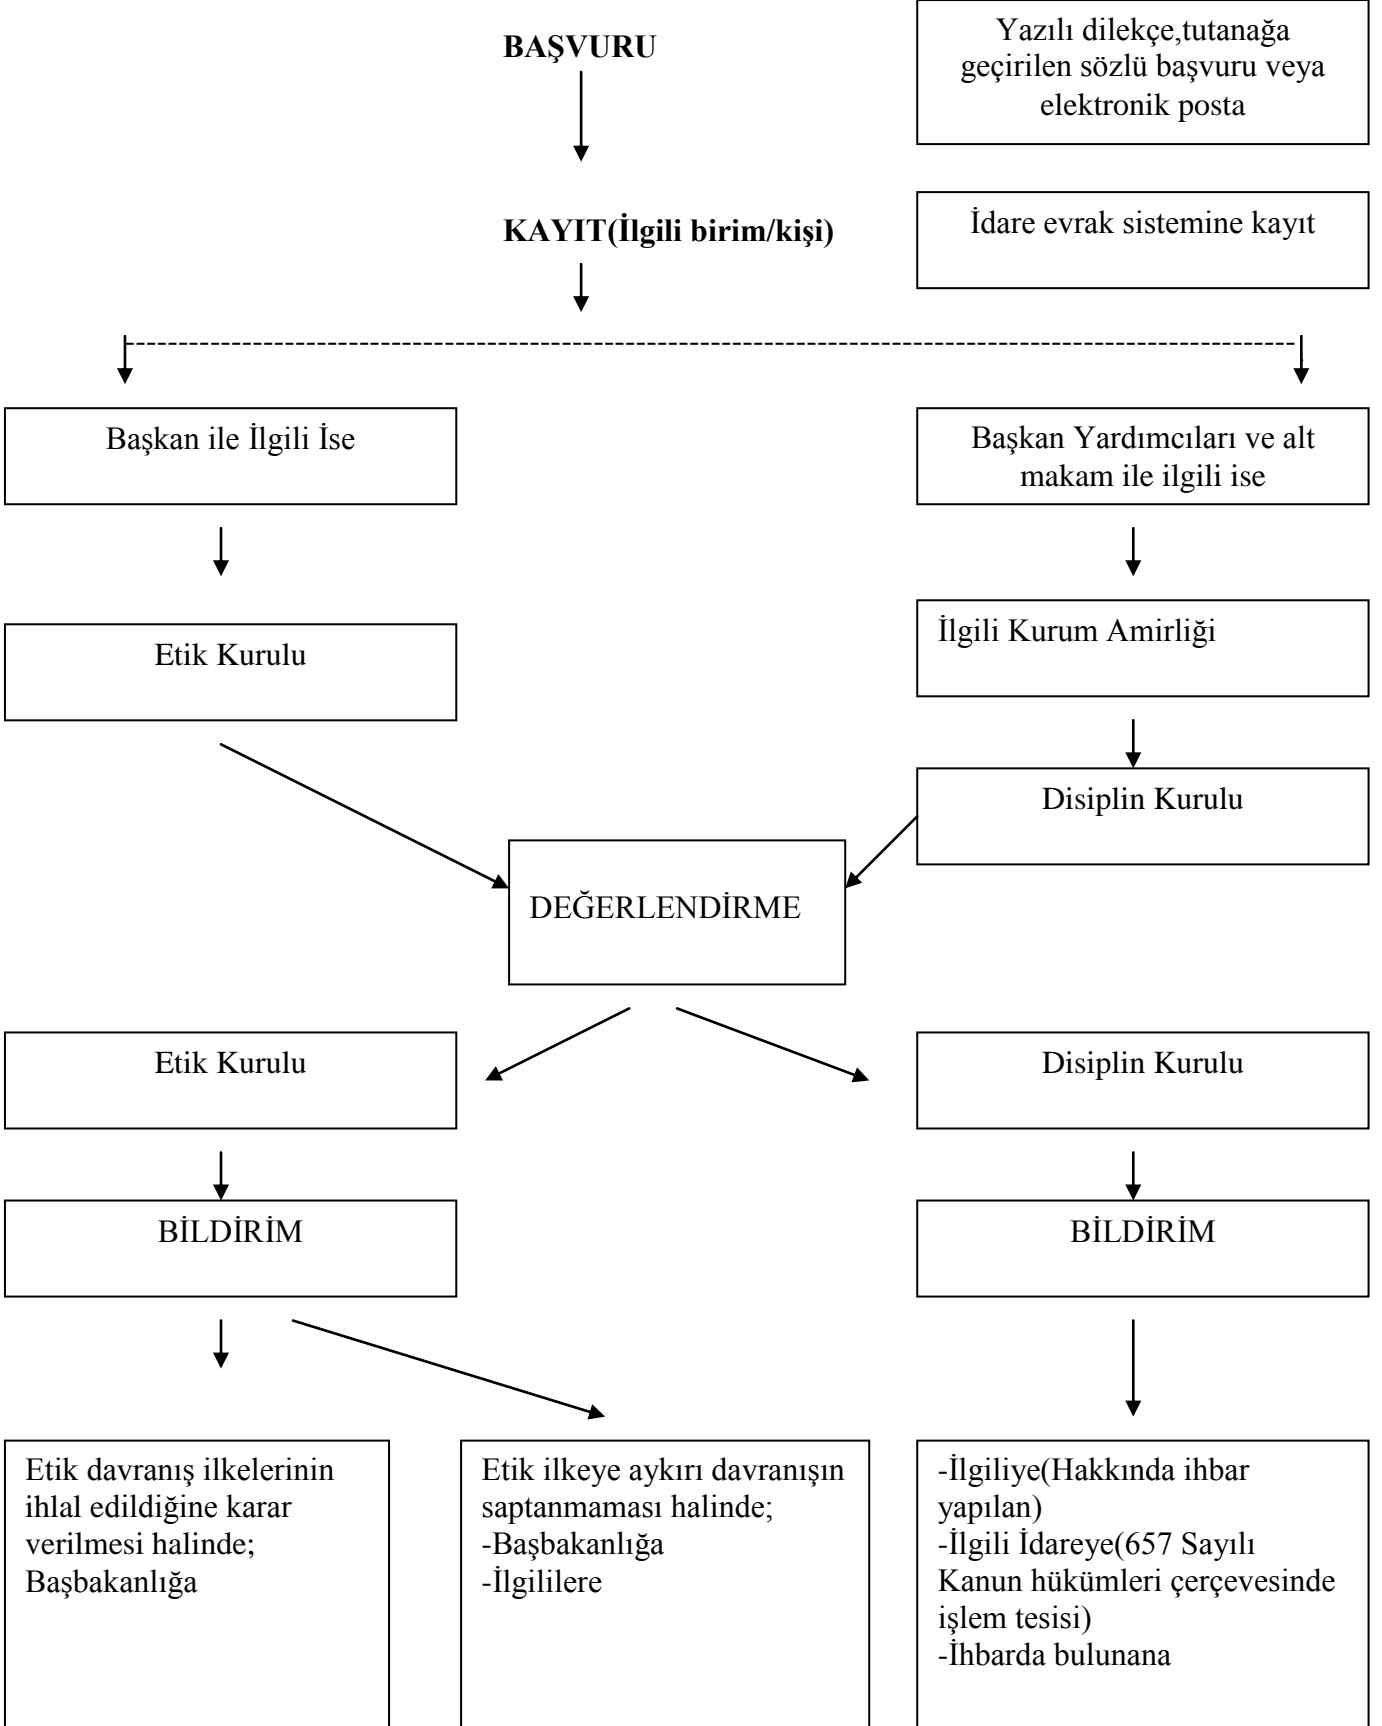 BAŞVURU
Yazılı dilekçe,tutanağa
geçirilen sözlü başvuru veya
elektronik posta
KAYIT(İlgili birim/kişi)
İdare evrak sistemine kayıt
Başkan ile İlgili İse
Başkan Yardımcıları ve alt
makam ile ilgili ise
Etik Kurulu
İlgili Kurum Amirliği
Disiplin Kurulu
DEĞERLENDİRME
Etik Kurulu
Disiplin Kurulu
BİLDİRİM
BİLDİRİM
Etik davranış ilkelerinin
ihlal edildiğine karar
verilmesi halinde;
Başbakanlığa
Etik ilkeye aykırı davranışın
saptanmaması halinde;
-Başbakanlığa
-İlgililere
-İlgiliye(Hakkında ihbar
yapılan)
-İlgili İdareye(657 Sayılı
Kanun hükümleri çerçevesinde
işlem tesisi)
-İhbarda bulunana